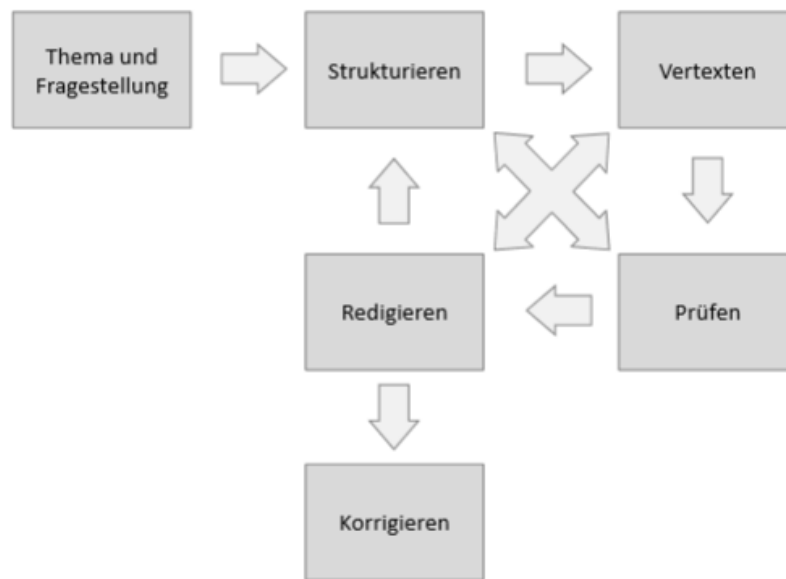 Thema und
Fragestellung
Strukturieren
Vertexten
Redigieren
Prüfen
Korrigieren